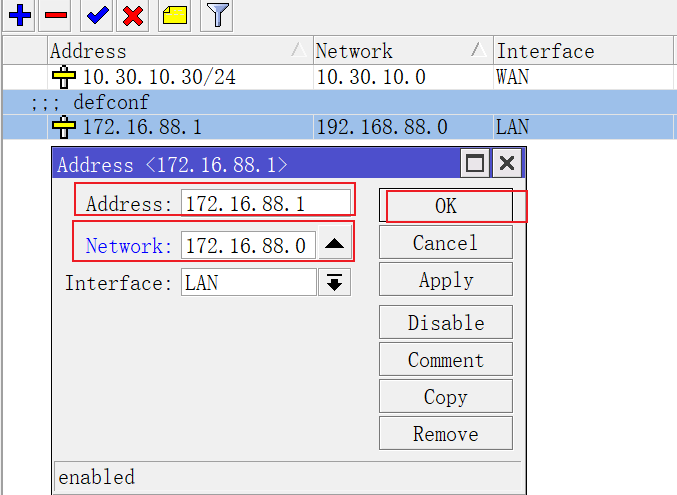 Address Network Interface
10.30.10.30/24 10.30.10.0 WAN
;;; defconf
172.16.88.1 192.168.88.0 LAN
Address <172.16.88.1>
Address: 172.16.88.1 OK
Network: 172.16.88.0 Cancel
Interface: LAN Apply
Disable
Comment
Copy
Remove
enabled